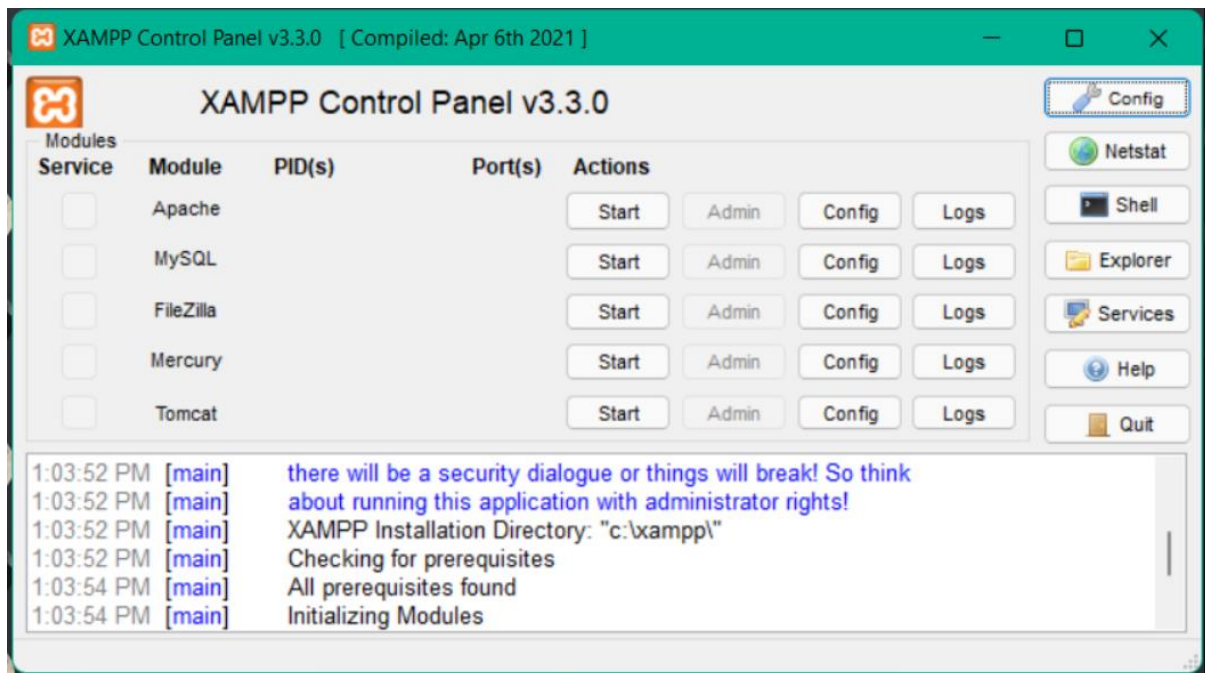 XAMPP Control Panel v3.3.0 [ Compiled: Apr 6th 2021 ]
XAMPP Control Panel v3.3.0
Config
Modules
Netstat
Service Module PID(s) Port(s) Actions
Apache Start Admin Config Logs
Shell
MySQL Start Admin Config Logs
Explorer
FileZilla Start Admin Config Logs
Services
Mercury Start Admin Config Logs
Help
Tomcat Start Admin Config Logs
Quit
1:03:52 PM [main] there will be a security dialogue or things will break! So think
1:03:52 PM [main] about running this application with administrator rights!
1:03:52 PM [main] XAMPP Installation Directory: "c:\xampp\"
1:03:52 PM [main] Checking for prerequisites
1:03:54 PM [main] All prerequisites found
1:03:54 PM [main] Initializing Modules